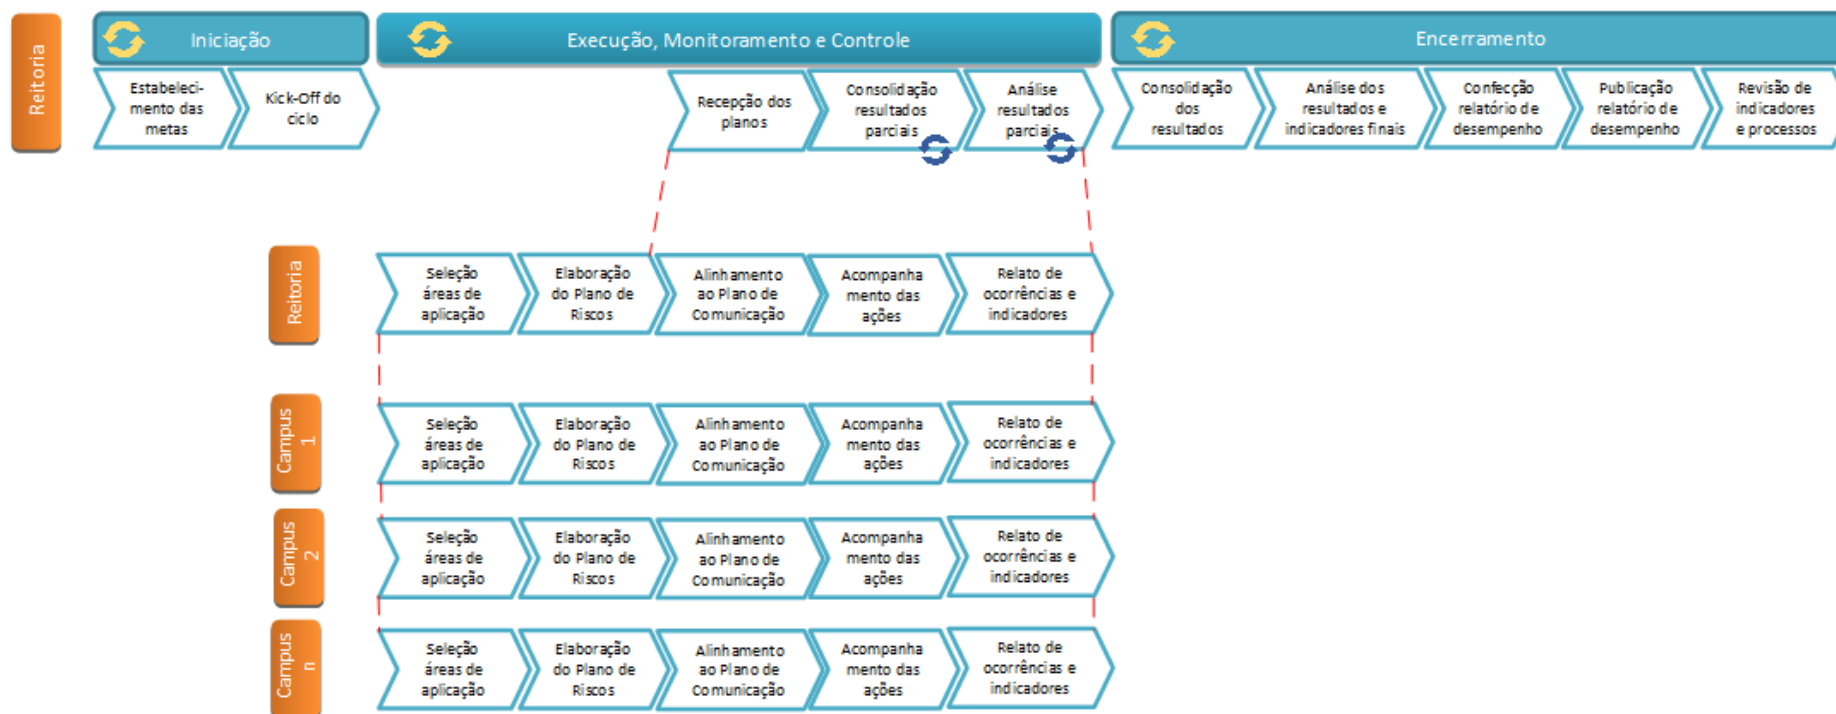 Reitoria
Iniciação
Execução, Monitoramento e Controle
Encerramento
Estabeleci-
mento das
metas
Kick-Off do
ciclo
Recepção dos
planos
Consolidação
resultados
parciais
Análise
resultados
parciais
Consolidação
dos
resultados
Análise dos
resultados e
indicadores finais
Confecção
relatório de
desempenho
Publicação
relatório de
desempenho
Revisão de
indicadores
e processos
Reitoria
Seleção
áreas de
aplicação
Elaboração
do Plano de
Riscos
Alinhamento
ao Plano de
Comunicação
Acompanha
mento das
ações
Relato de
ocorrências e
indicadores
Campus
1
Seleção
áreas de
aplicação
Elaboração
do Plano de
Riscos
Alinhamento
ao Plano de
Comunicação
Acompanha
mento das
ações
Relato de
ocorrências e
indicadores
Campus
2
Seleção
áreas de
aplicação
Elaboração
do Plano de
Riscos
Alinhamento
ao Plano de
Comunicação
Acompanha
mento das
ações
Relato de
ocorrências e
indicadores
Campus
n
Seleção
áreas de
aplicação
Elaboração
do Plano de
Riscos
Alinhamento
ao Plano de
Comunicação
Acompanha
mento das
ações
Relato de
ocorrências e
indicadores